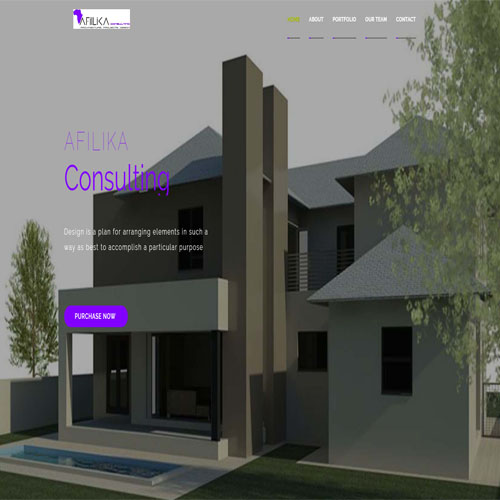 AFILIKA CONSULTING
HOME
ABOUT
PORTFOLIO
OUR TEAM
CONTACT
AFILIKA
Consulting
Design is a plan for arranging elements in such a
way as best to accomplish a particular purpose
PURCHASE NOW